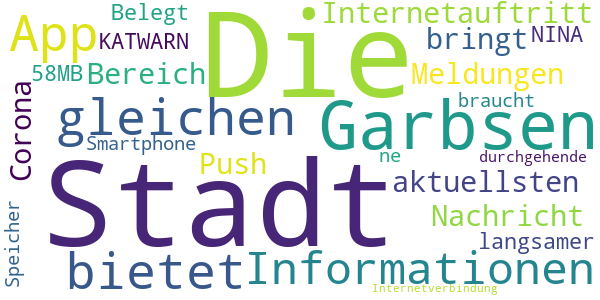 Belegt
Internetauftritt
App
Die
KATWARN
bringt
NINA
58MB
Bereich
Meldungen
Corona
gleichen
braucht
Garbsen
Smartphone
Push
ne
durchgehende
Stadt
aktuellsten
Nachricht
Speicher
langsamer
bietet
Informationen
Internetverbindung